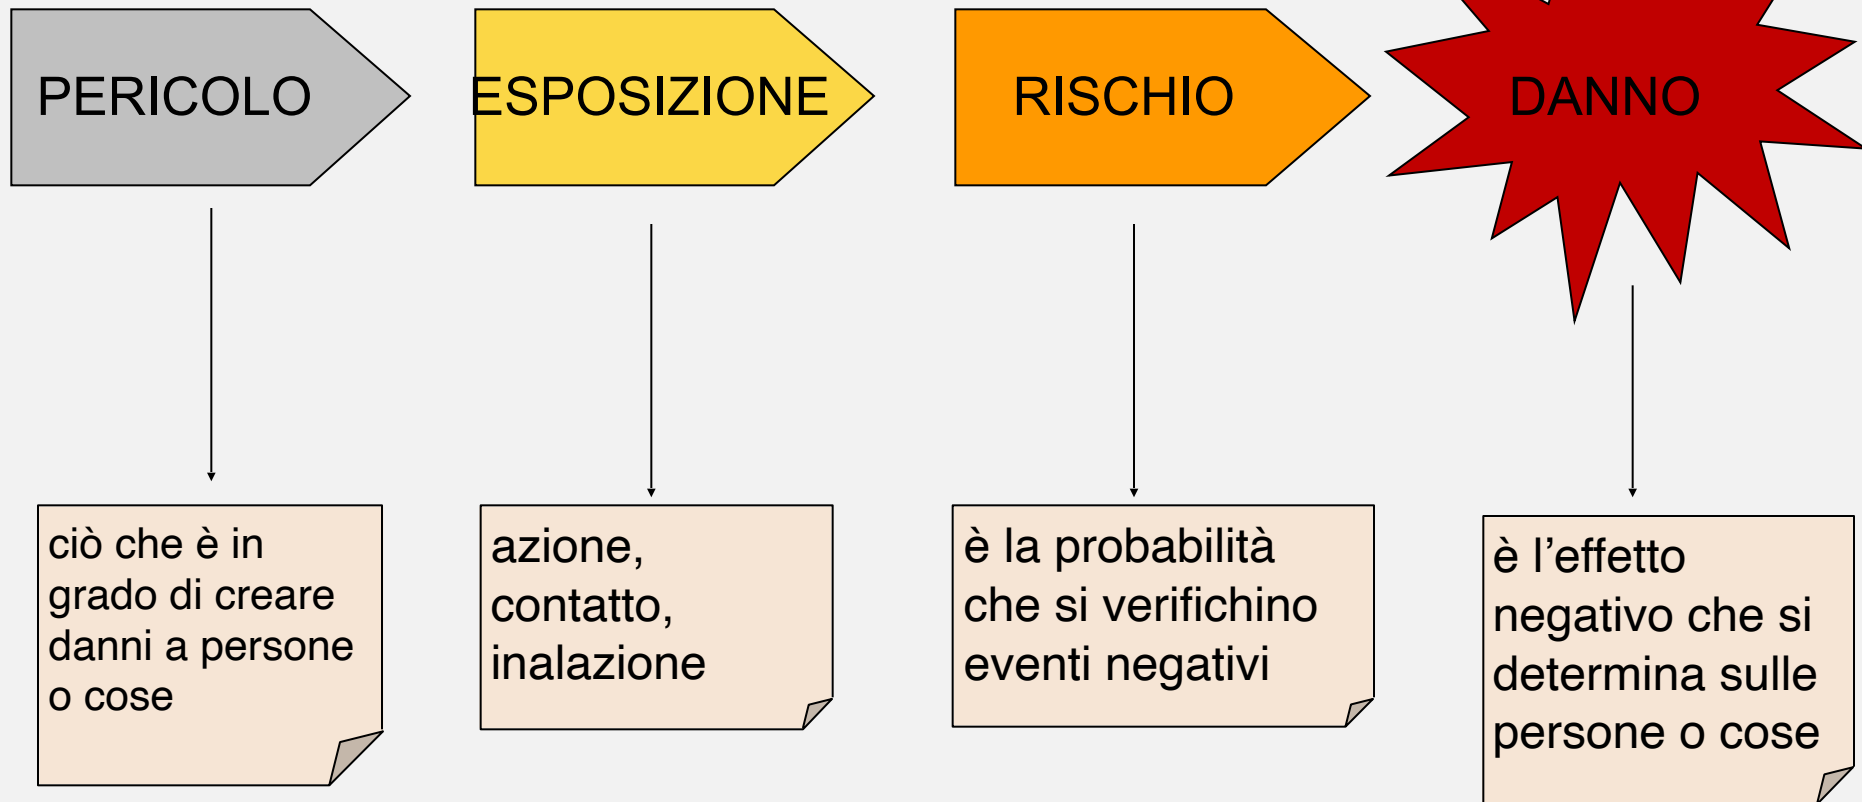 PERICOLO
ESPOSIZIONE
RISCHIO
DANNO
ciò che è in
grado di creare
danni a persone
o cose
azione,
contatto,
inalazione
è la probabilità
che si verifichino
eventi negativi
è l’effetto
negativo che si
determina sulle
persone o cose